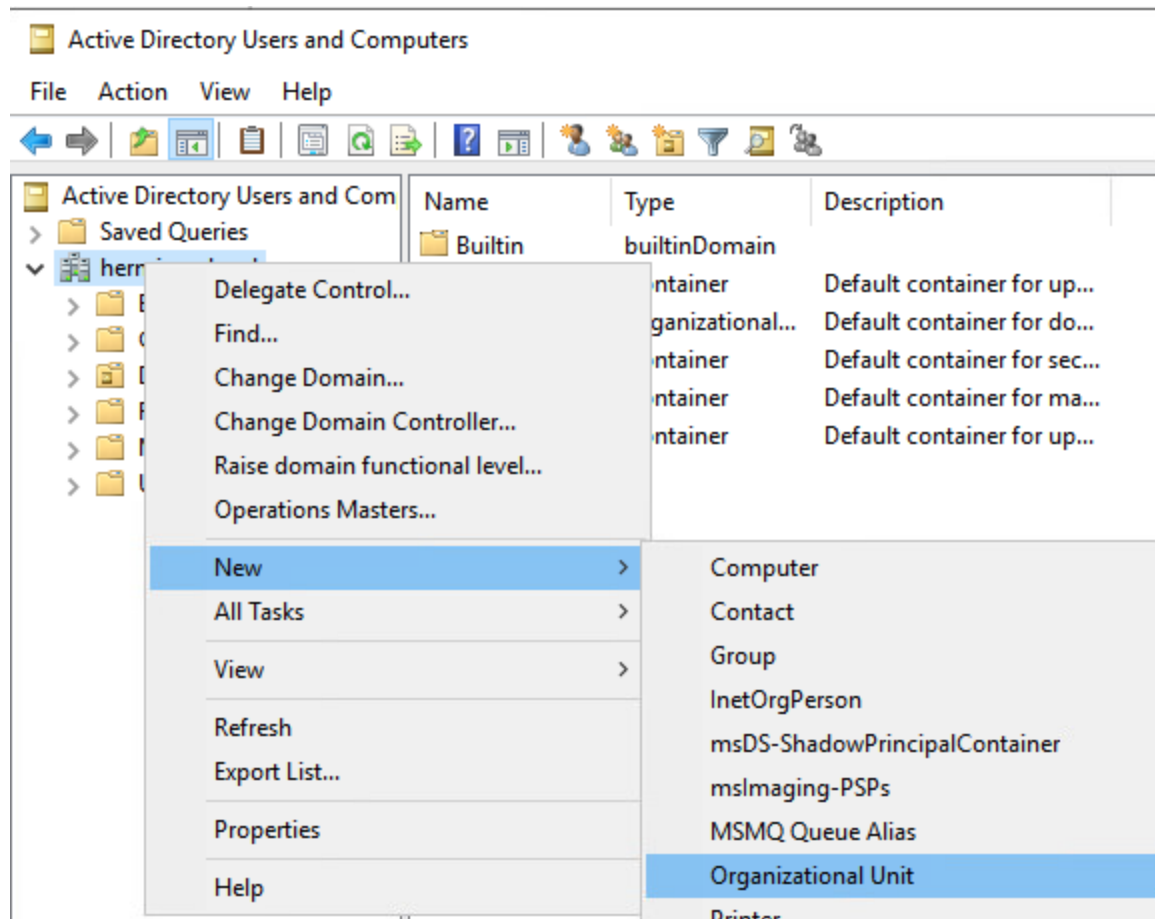 Active Directory Users and Computers
File Action View Help
Active Directory Users and Com
Saved Queries
Name Type Description
Builtin builtinDomain
ntainer Default container for up...
ganizational... Default container for do...
ntainer Default container for sec...
ntainer Default container for ma...
ntainer Default container for up...
Delegate Control...
Find...
Change Domain...
Change Domain Controller...
Raise domain functional level...
Operations Masters...
New
All Tasks
View
Refresh
Export List...
Properties
Help
Computer
Contact
Group
InetOrgPerson
msDS-ShadowPrincipalContainer
msImaging-PSPs
MSMQ Queue Alias
Organizational Unit
Printer